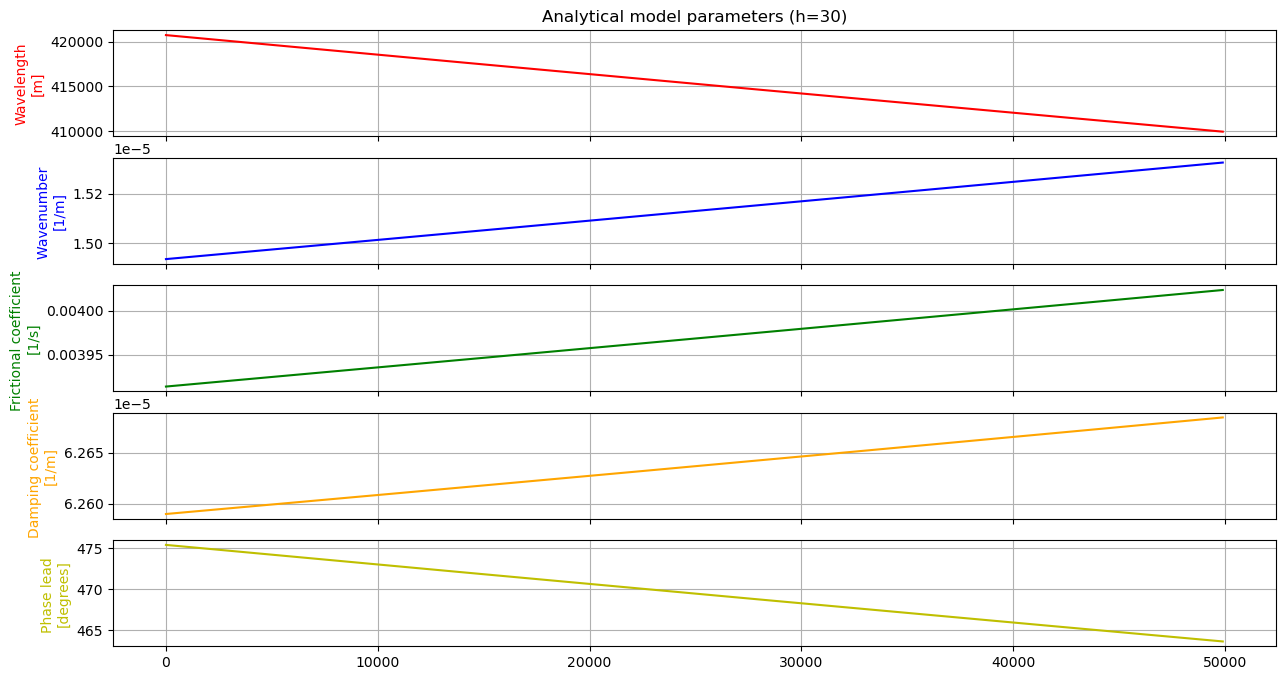 Analytical model parameters (h=30)
Wavelength
[m]
420000
415000
410000
1e−5
Wavenumber
[1/m]
1.52
1.50
Frictional coefficient
[1/s]
0.00400
0.00395
1e−5
Damping coefficient
[1/m]
6.265
6.260
Phase lead
[degrees]
475
470
465
0
10000
20000
30000
40000
50000